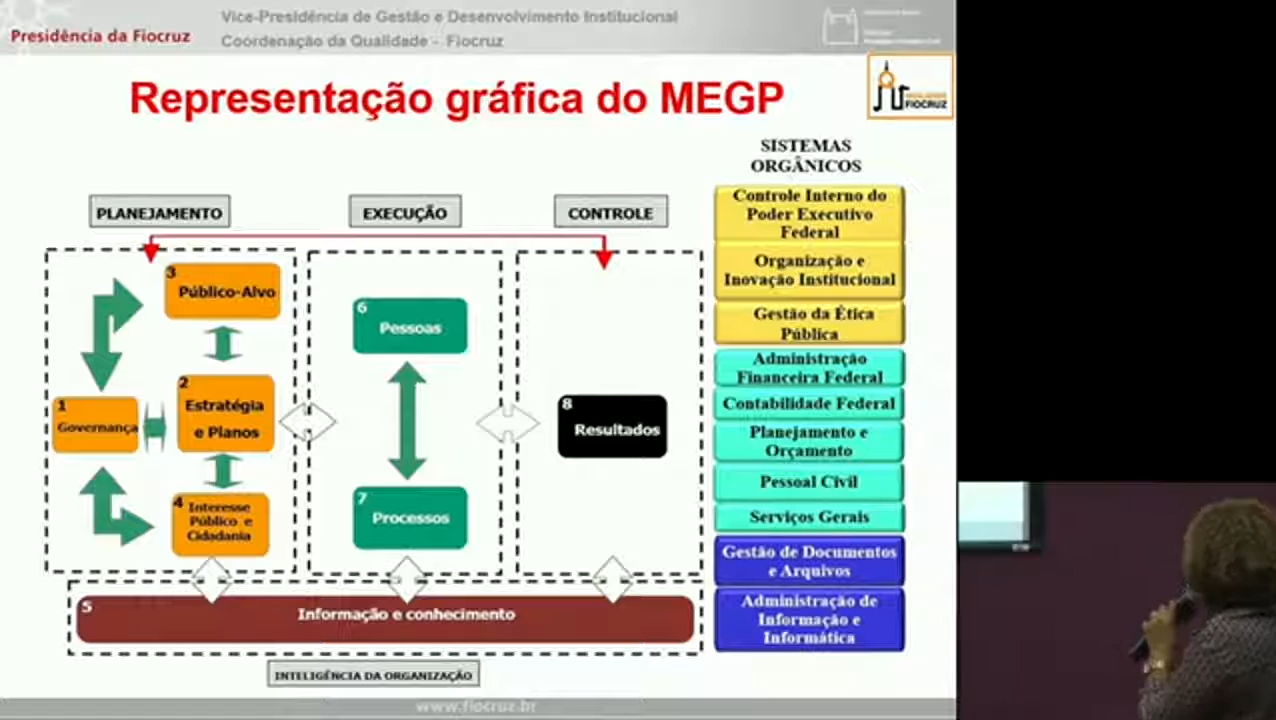 Vice-Presidência de Gestão e Desenvolvimento Institucional
Presidência da Fiocruz
Coordenação da Qualidade - Fiocruz
Representação gráfica do MEGP
FIOCRUZ
SISTEMAS
ORGÂNICOS
PLANEJAMENTO
EXECUÇÃO
CONTROLE
3
Público-Alvo
2
Estratégia
e Planos
1
Governança
4
Interesse
Público e
Cidadania
6
Pessoas
7
Processos
8
Resultados
5
Informação e conhecimento
INTELIGÊNCIA DA ORGANIZAÇÃO
Controle Interno do
Poder Executivo
Federal
Organização e
Inovação Institucional
Gestão da Ética
Pública
Administração
Financeira Federal
Contabilidade Federal
Planejamento e
Orçamento
Pessoal Civil
Serviços Gerais
Gestão de Documentos
e Arquivos
Administração de
Informação e
Informática
www.fiocruz.br